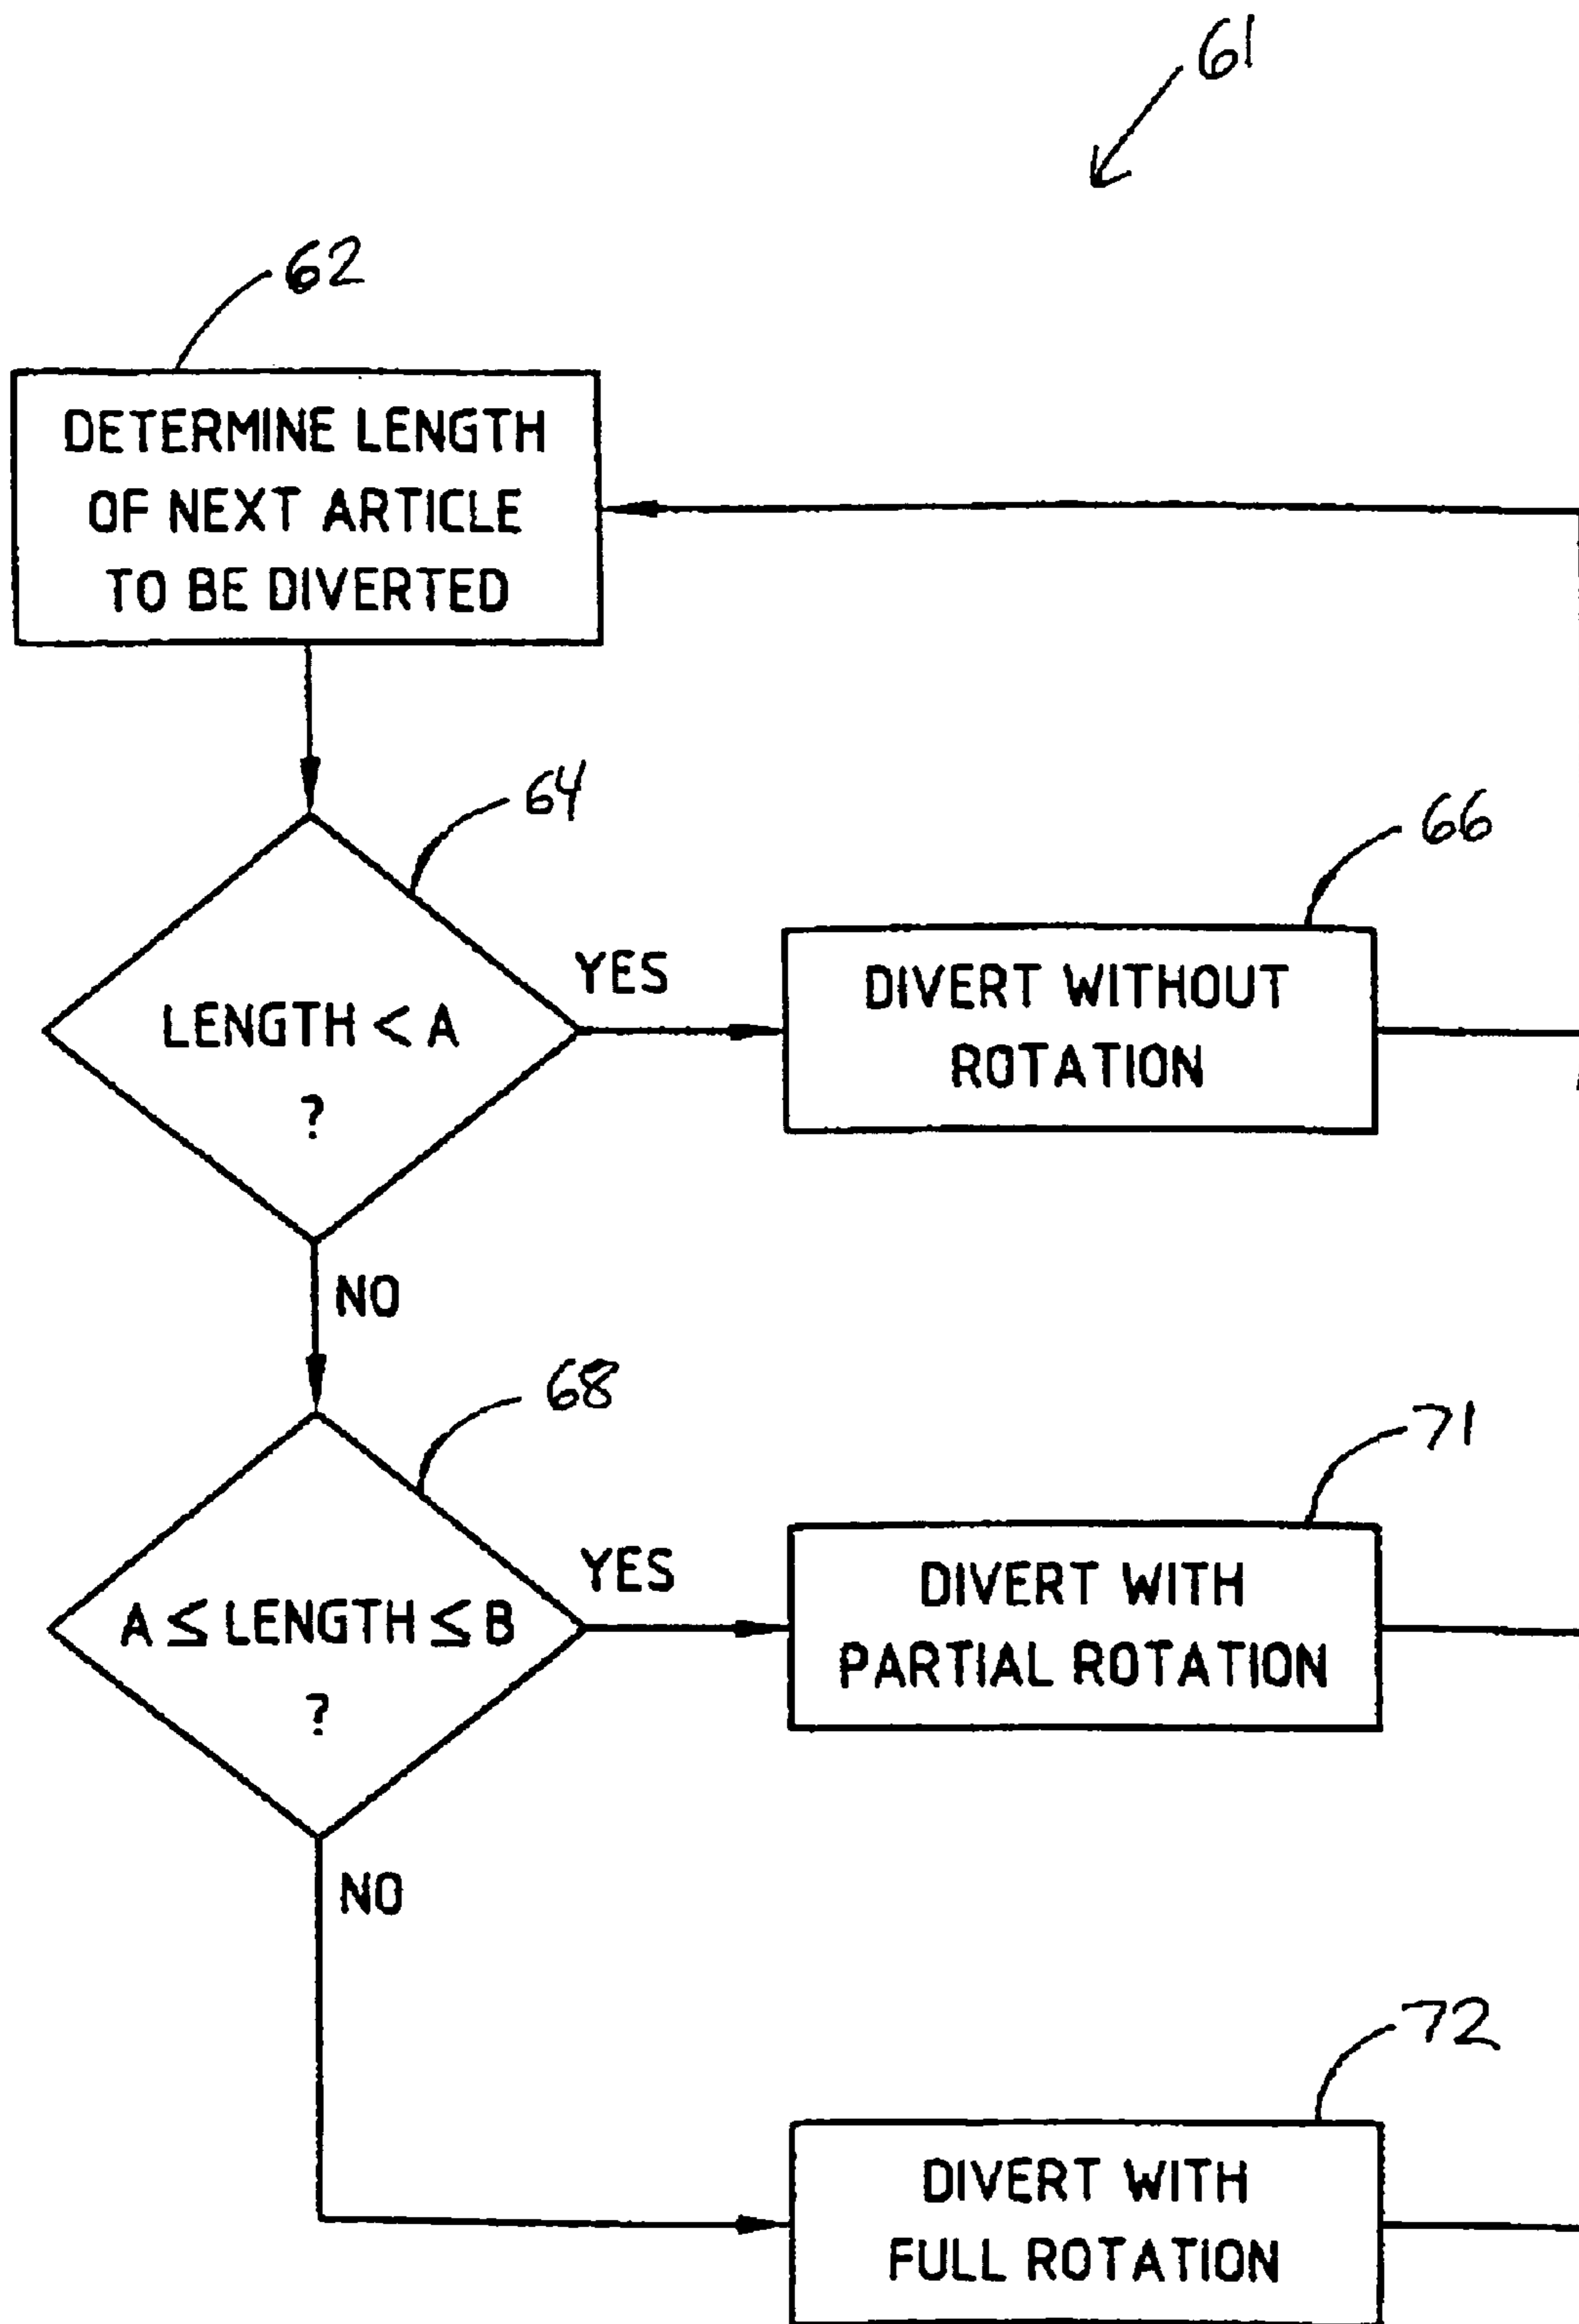 61
62
DETERMINE LENGTH
OF NEXT ARTICLE
TO BE DIVERTED
64
LENGTH < A
?
YES
66
DIVERT WITHOUT
ROTATION
NO
68
A ≤ LENGTH ≤ B
?
YES
71
DIVERT WITH
PARTIAL ROTATION
NO
72
DIVERT WITH
FULL ROTATION